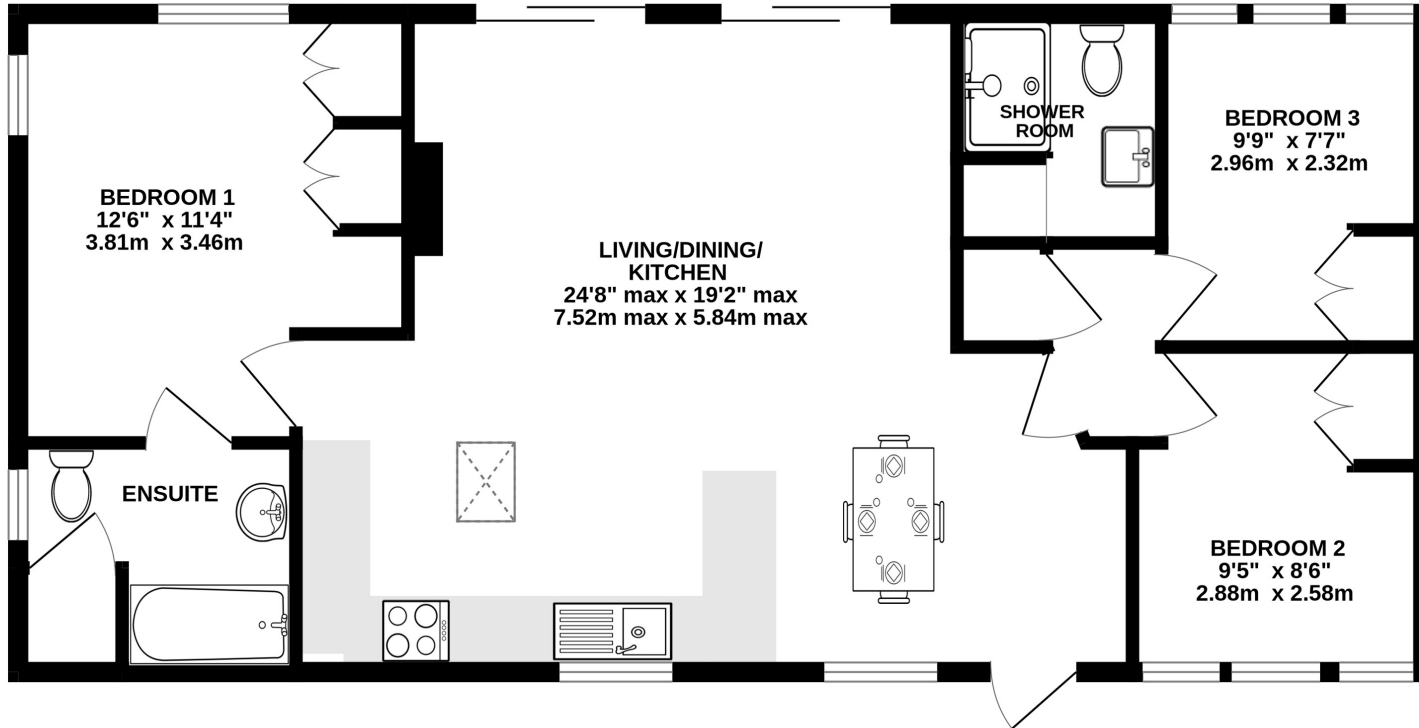 BEDROOM 1
12'6" x 11'4"
3.81m x 3.46m
LIVING/DINING/
KITCHEN
24'8" max x 19'2" max
7.52m max x 5.84m max
SHOWER
ROOM
BEDROOM 3
9'9" x 7'7"
2.96m x 2.32m
ENSUITE
BEDROOM 2
9'5" x 8'6"
2.88m x 2.58m